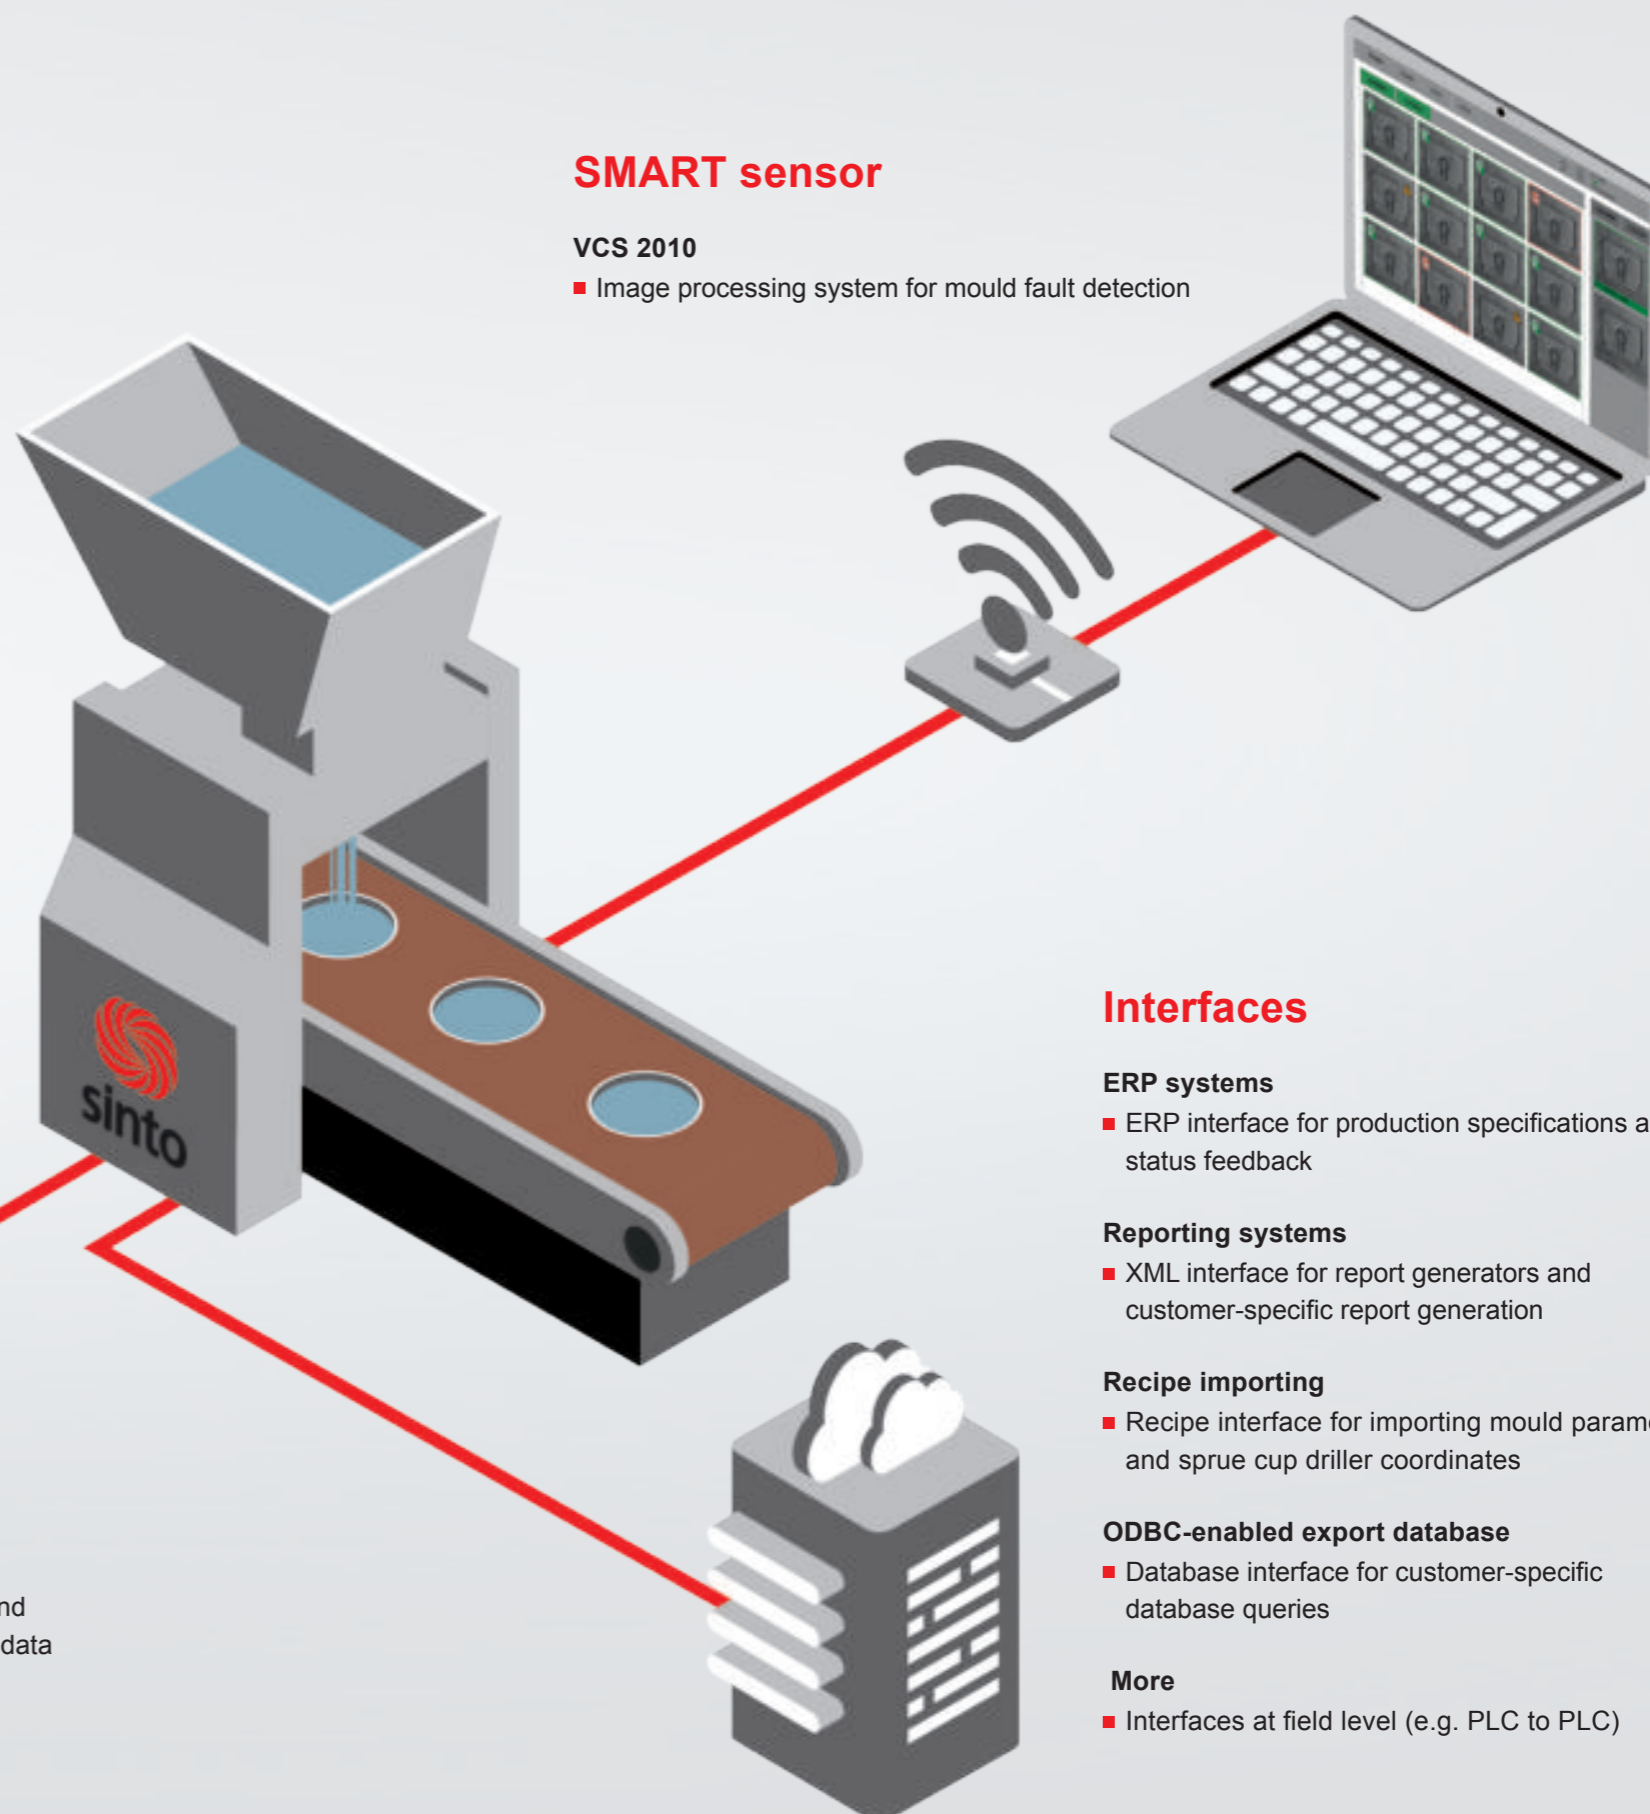 SMART sensor
VCS 2010
Image processing system for mould fault detection
sinto
Interfaces
ERP systems
ERP interface for production specifications
status feedback
Reporting systems
XML interface for report generators and
customer-specific report generation
Recipe importing
Recipe interface for importing mould
and sprue cup driller coordinates
ODBC-enabled export database
Database interface for customer-specific
database queries
More
Interfaces at field level (e.g. PLC to PLC)
data